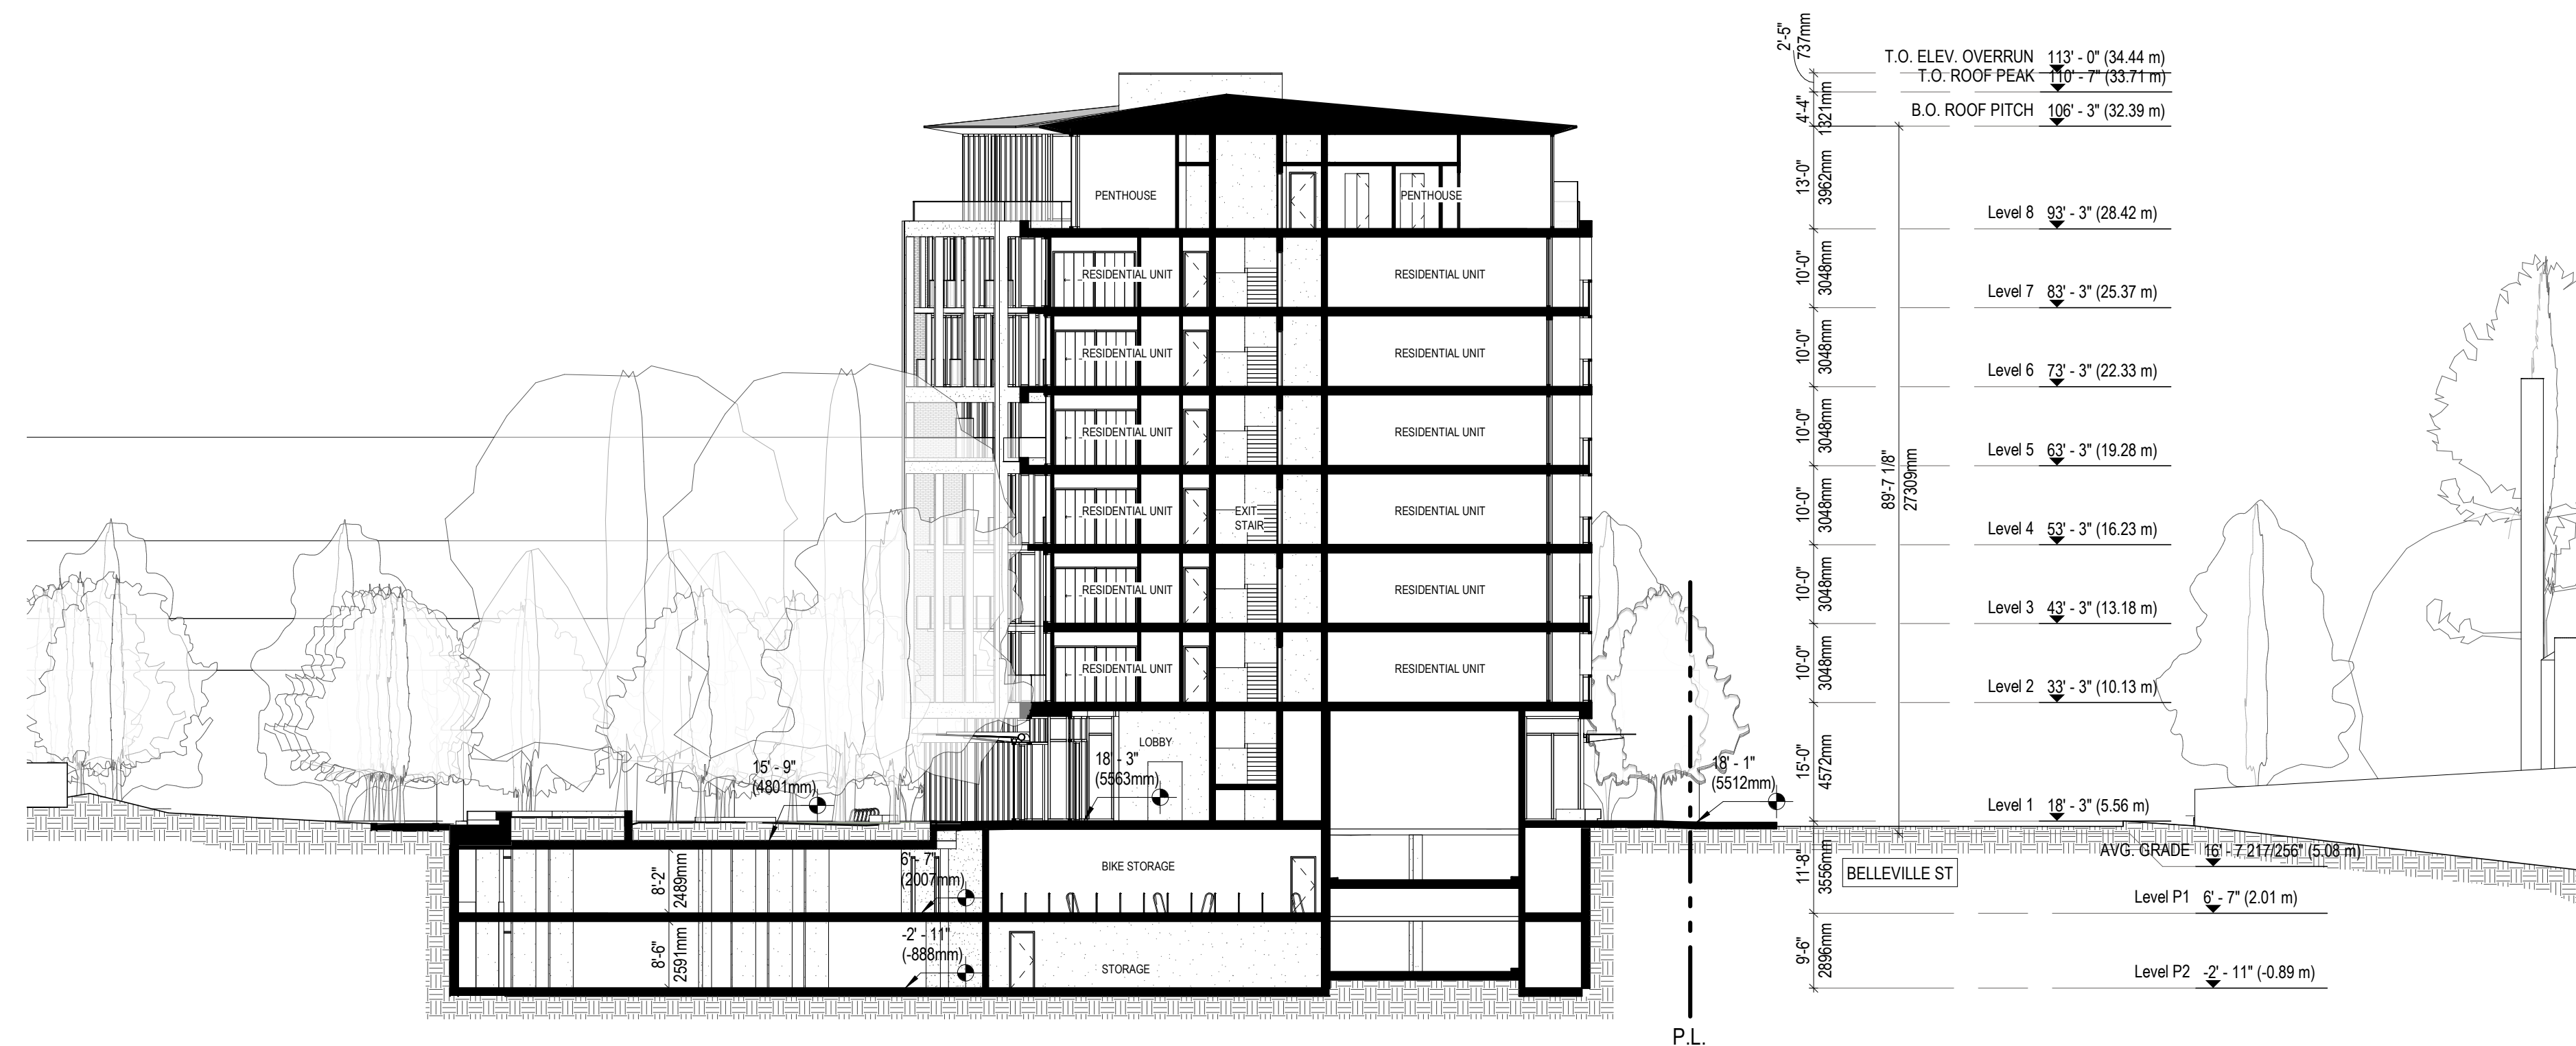 2'-5"
737mm
T.O. ELEV. OVERRUN 113' - 0" (34.44 m)
T.O. ROOF PEAK 110' - 7" (33.71 m)
4'-4"
1321mm
B.O. ROOF PITCH 106' - 3" (32.39 m)
13'-0"
3962mm
PENTHOUSE
PENTHOUSE
Level 8 93' - 3" (28.42 m)
10'-0"
3048mm
RESIDENTIAL UNIT
RESIDENTIAL UNIT
Level 7 83' - 3" (25.37 m)
10'-0"
3048mm
RESIDENTIAL UNIT
RESIDENTIAL UNIT
Level 6 73' - 3" (22.33 m)
10'-0"
3048mm
RESIDENTIAL UNIT
RESIDENTIAL UNIT
Level 5 63' - 3" (19.28 m)
89'-7 1/8"
27309mm
10'-0"
3048mm
RESIDENTIAL UNIT
EXIT
STAIR
RESIDENTIAL UNIT
Level 4 53' - 3" (16.23 m)
10'-0"
3048mm
RESIDENTIAL UNIT
RESIDENTIAL UNIT
Level 3 43' - 3" (13.18 m)
10'-0"
3048mm
RESIDENTIAL UNIT
RESIDENTIAL UNIT
Level 2 33' - 3" (10.13 m)
15'-0"
4572mm
LOBBY
15' - 9"
(4801mm)
18' - 3"
(5563mm)
18' - 1"
(5512mm)
Level 1 18' - 3" (5.56 m)
AVG. GRADE 16' - 7 217/256" (5.08 m)
11'-8"
3556mm
BELLEVILLE ST
8'-2"
2489mm
6' - 7"
(2007mm)
BIKE STORAGE
Level P1 6' - 7" (2.01 m)
8'-6"
2591mm
-2' - 11"
(-888mm)
STORAGE
9'-6"
2896mm
Level P2 -2' - 11" (-0.89 m)
P.L.